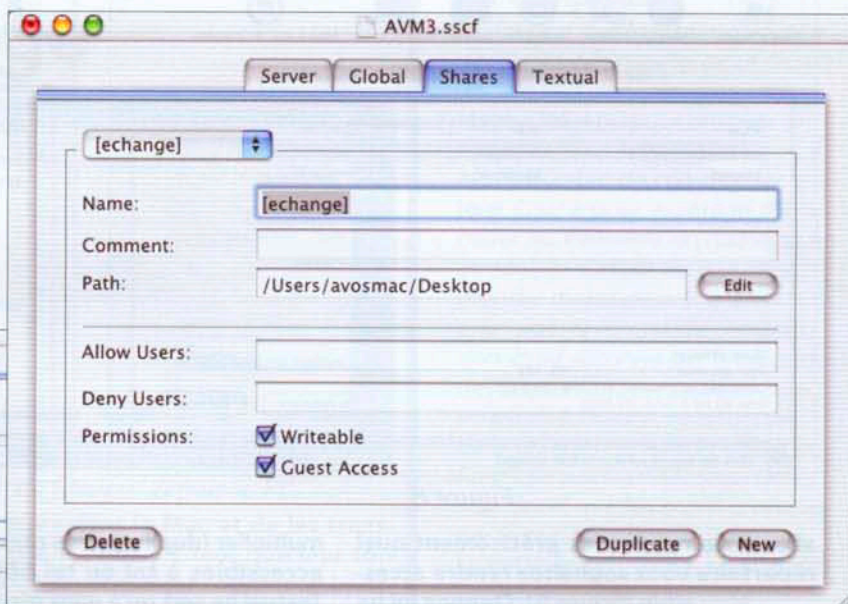 AVM3.sscf
Server Global Shares Textual
[echange]
Name: [echange]
Comment:
Path: /Users/avosmac/Desktop Edit
Allow Users:
Deny Users:
Permissions: Writeable
Guest Access
Delete Duplicate New